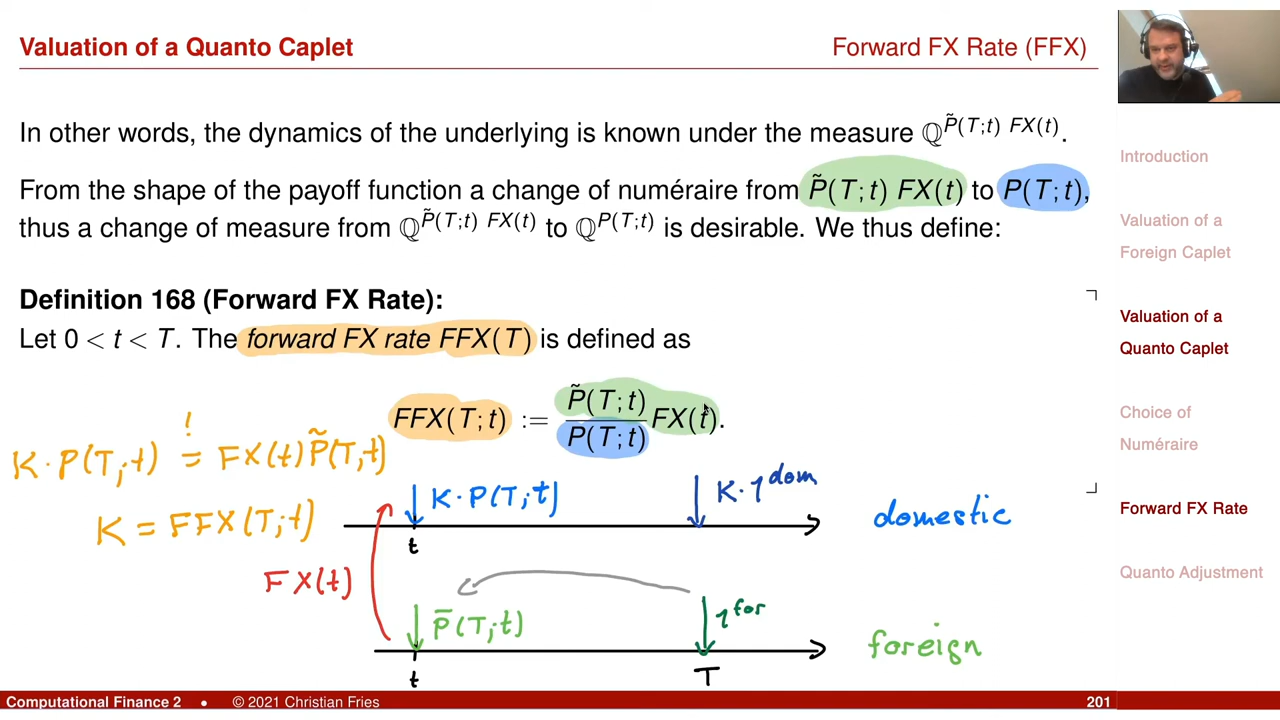 Valuation of a Quanto Caplet
Forward FX Rate (FFX)
In other words, the dynamics of the underlying is known under the measure ℚ^{P̃(T;t) FX(t)}.
From the shape of the payoff function a change of numéraire from P̃(T;t) FX(t) to P(T;t),
thus a change of measure from ℚ^{P̃(T;t) FX(t)} to ℚ^{P(T;t)} is desirable. We thus define:
Definition 168 (Forward FX Rate):
Let 0 < t < T. The forward FX rate FFX(T) is defined as
FFX(T;t) := P̃(T;t)/P(T;t) FX(t).
!
K·P(T;t) = FX(t)P̃(T;t)
K = FFX(T;t)
K·P(T;t)
K·1^{dom}
domestic
t
FX(t)
P̃(T;t)
1^{for}
foreign
t
T
Introduction
Valuation of a
Foreign Caplet
Valuation of a
Quanto Caplet
Choice of
Numéraire
Forward FX Rate
Quanto Adjustment
Computational Finance 2 • © 2021 Christian Fries
201